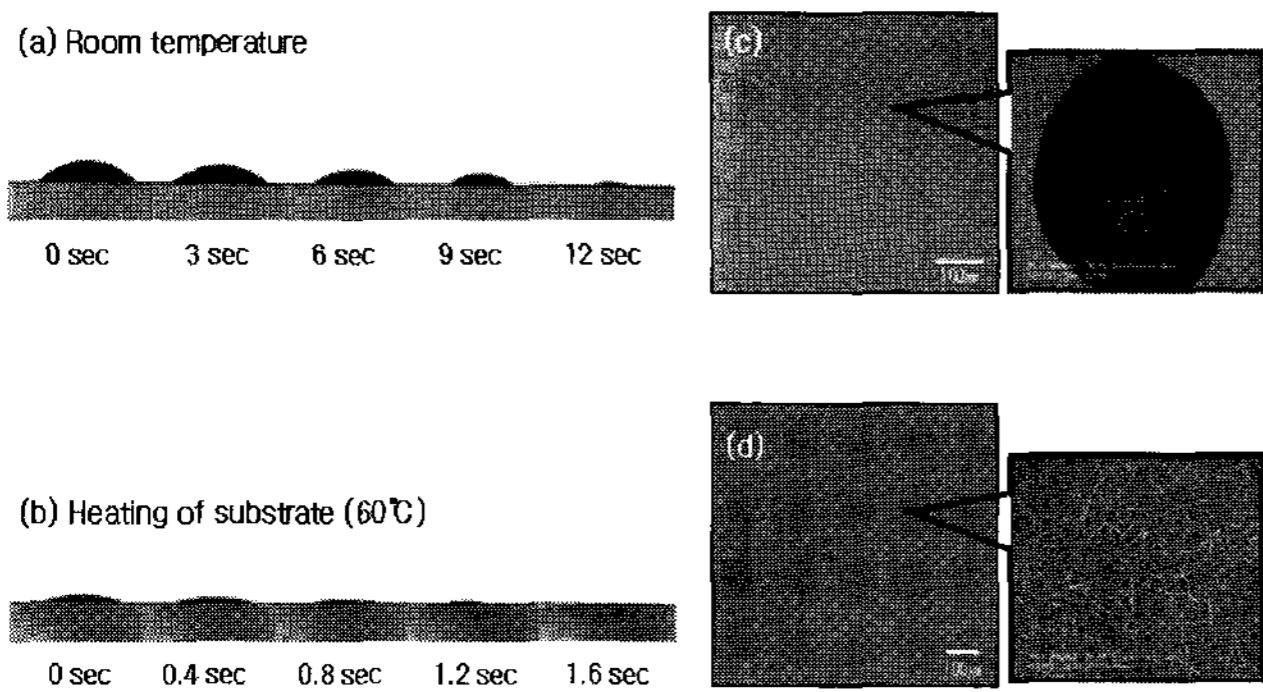 (a) Room temperature
0 sec 3 sec 6 sec 9 sec 12 sec
(b) Heating of substrate (60℃)
0 sec 0.4 sec 0.8 sec 1.2 sec 1.6 sec
(c)
(d)